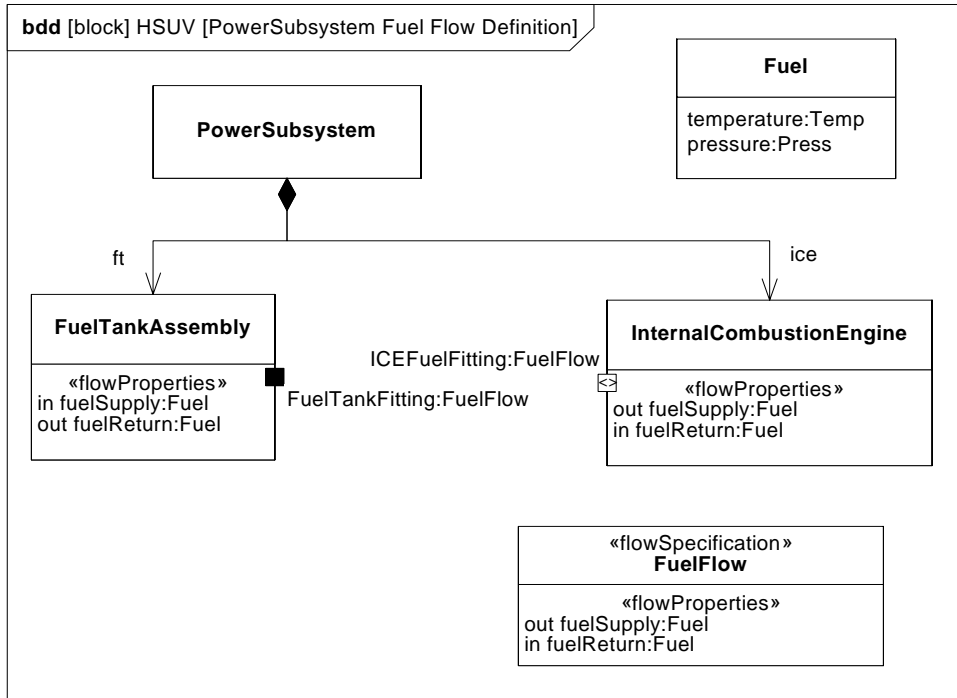 bdd [block] HSUV [PowerSubsystem Fuel Flow Definition]
Fuel
temperature:Temp
pressure:Press
PowerSubsystem
ft
ice
FuelTankAssembly
«flowProperties»
in fuelSupply:Fuel
out fuelReturn:Fuel
FuelTankFitting:FuelFlow
ICEFuelFitting:FuelFlow
<>
InternalCombustionEngine
«flowProperties»
out fuelSupply:Fuel
in fuelReturn:Fuel
«flowSpecification»
FuelFlow
«flowProperties»
out fuelSupply:Fuel
in fuelReturn:Fuel